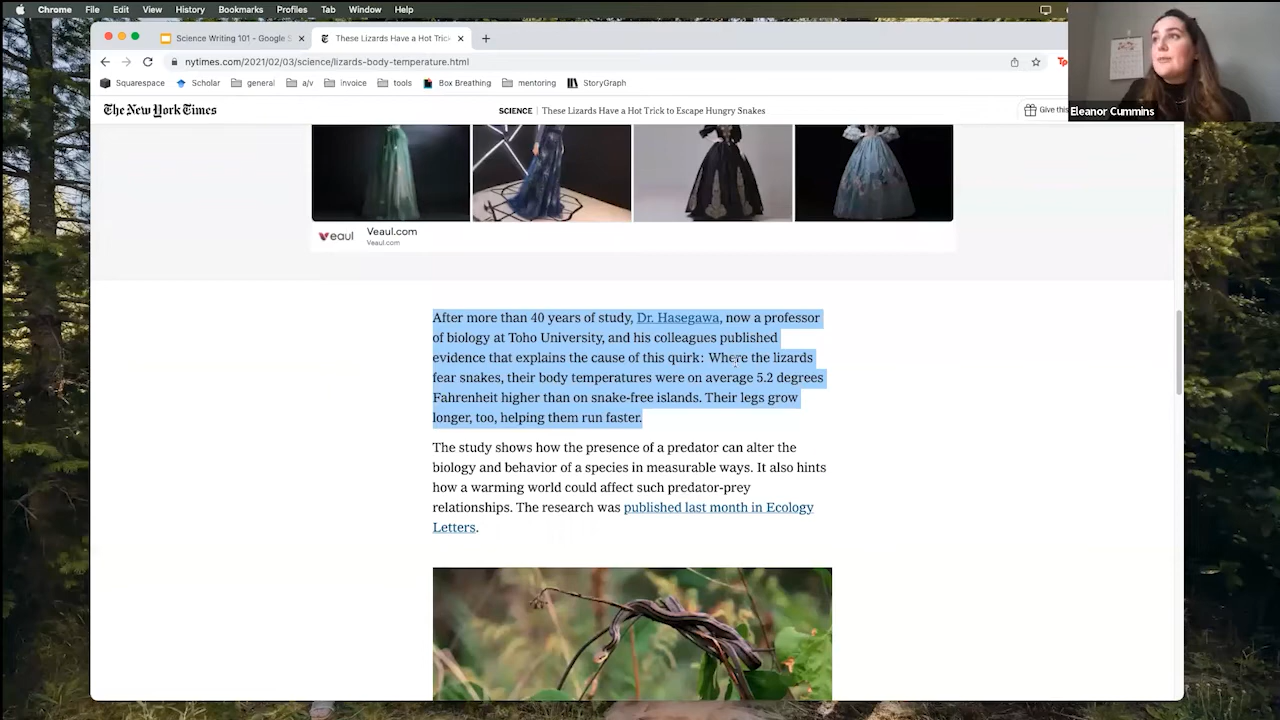 Chrome File Edit View History Bookmarks Profiles Tab Window Help
Science Writing 101 - Google S
These Lizards Have a Hot Tric
nytimes.com/2021/02/03/science/lizards-body-temperature.html
Squarespace Scholar general a/v invoice tools Box Breathing mentoring StoryGraph
The New York Times
SCIENCE These Lizards Have a Hot Trick to Escape Hungry Snakes
Give this
Eleanor Cummins
Veaul
Veaul.com
Veaul.com
After more than 40 years of study, Dr. Hasegawa, now a professor
of biology at Toho University, and his colleagues published
evidence that explains the cause of this quirk: Where the lizards
fear snakes, their body temperatures were on average 5.2 degrees
Fahrenheit higher than on snake-free islands. Their legs grow
longer, too, helping them run faster.
The study shows how the presence of a predator can alter the
biology and behavior of a species in measurable ways. It also hints
how a warming world could affect such predator-prey
relationships. The research was published last month in Ecology
Letters.